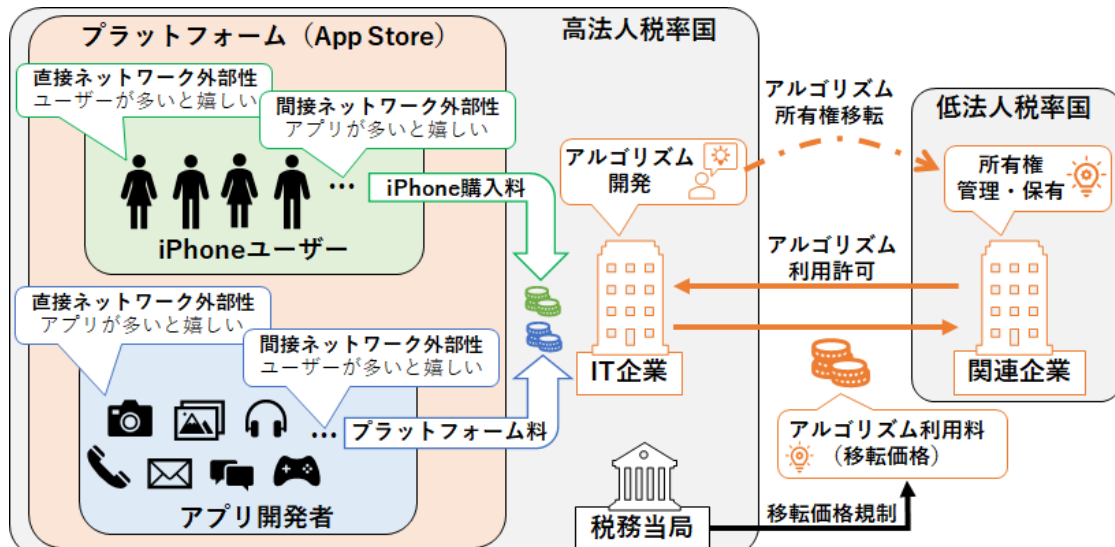 プラットフォーム（App Store）
直接ネットワーク外部性
ユーザーが多いと嬉しい
間接ネットワーク外部性
アプリが多いと嬉しい
…
iPhone購入料
iPhoneユーザー
直接ネットワーク外部性
アプリが多いと嬉しい
間接ネットワーク外部性
ユーザーが多いと嬉しい
…
プラットフォーム料
アプリ開発者
高法人税率国
アルゴリズム
開発
IT企業
税務当局
アルゴリズム
所有権移転
アルゴリズム
利用許可
アルゴリズム利用料
（移転価格）
移転価格規制
低法人税率国
所有権
管理・保有
関連企業